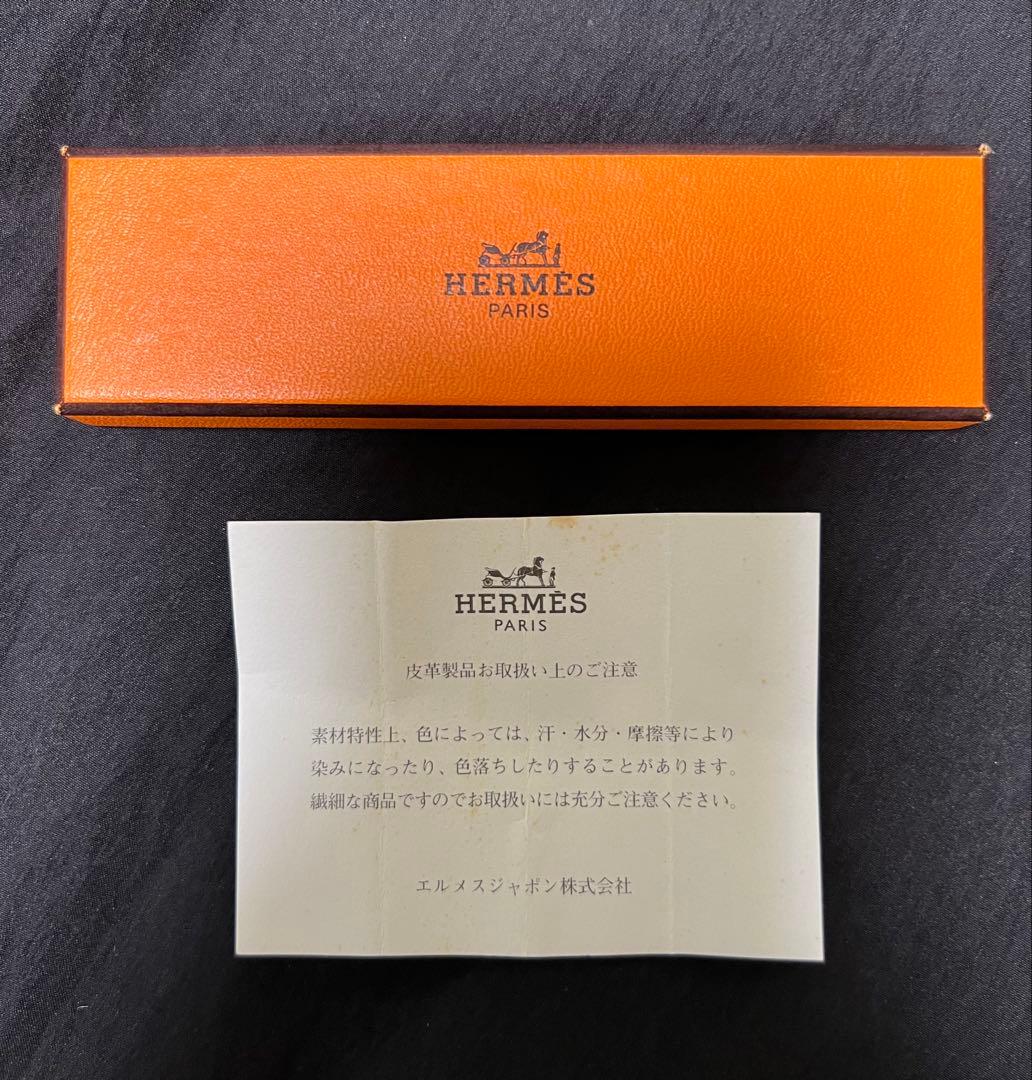 HERMÈS
PARIS
HERMÈS
PARIS
皮革製品お取扱い上のご注意
素材特性上、色によっては、汗・水分・摩擦等により
染みになったり、色落ちしたりすることがあります。
繊細な商品ですのでお取扱いには充分ご注意ください。
エルメスジャポン株式会社